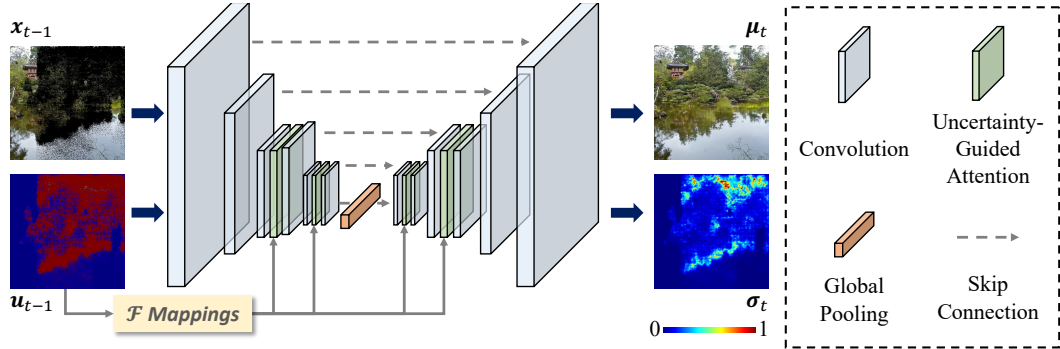 x_{t−1}
μ_t
u_{t−1}
ℱ Mappings
σ_t
0
1
Convolution
Uncertainty-
Guided
Attention
Global
Pooling
Skip
Connection